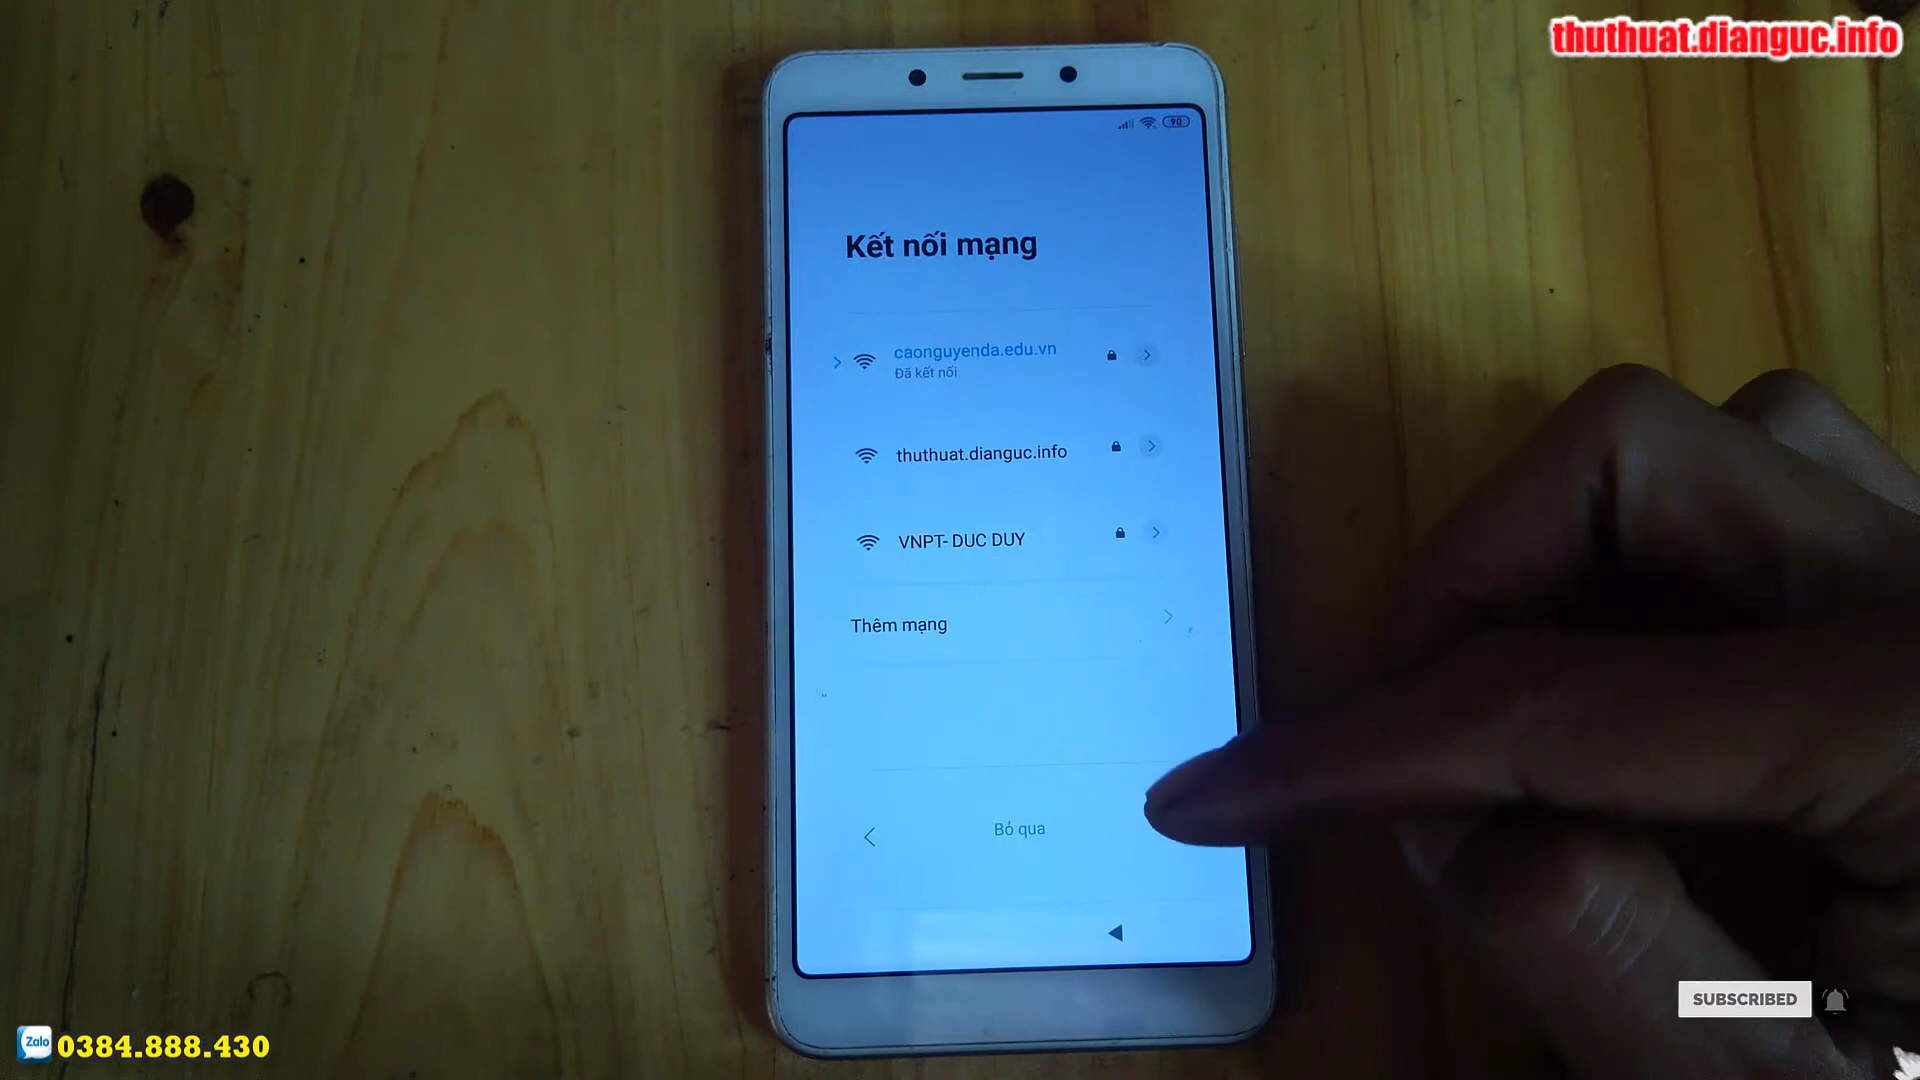 thuthuat.dianguc.info
90
Kết nối mạng
caonguyenda.edu.vn
Đã kết nối
thuthuat.dianguc.info
VNPT- DUC DUY
Thêm mạng
Bỏ qua
SUBSCRIBED
Zalo 0384.888.430